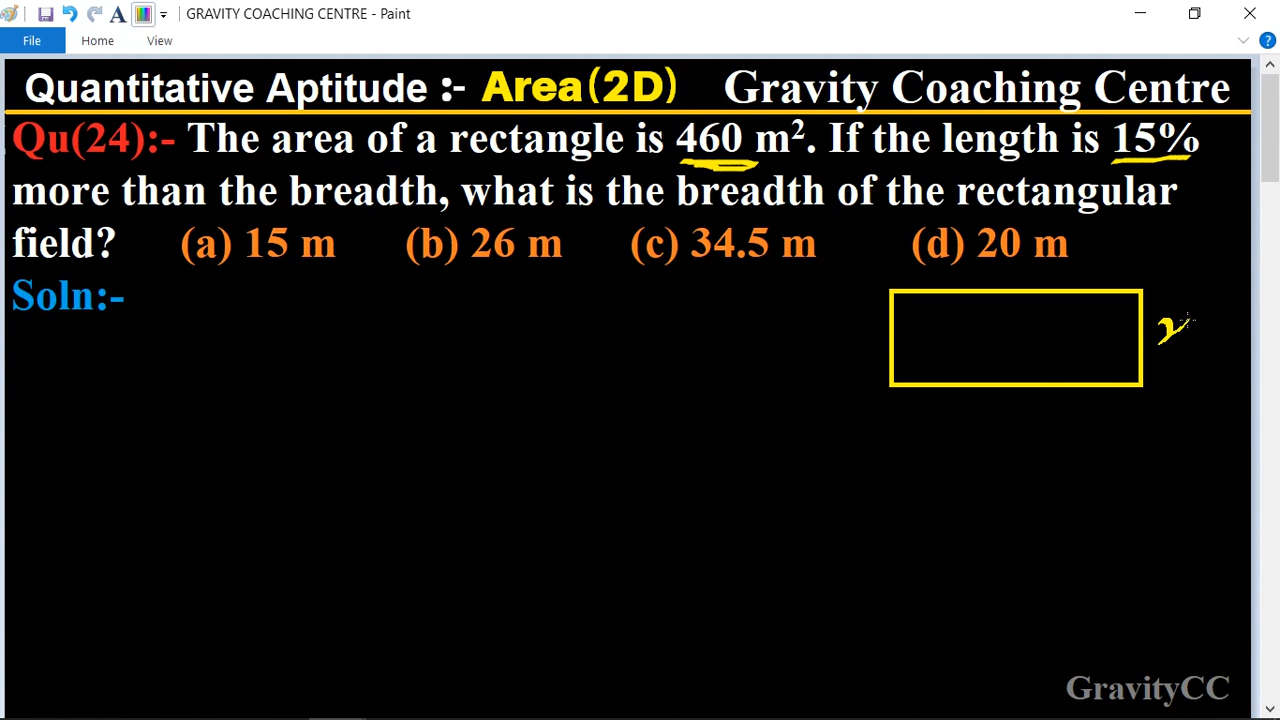 GRAVITY COACHING CENTRE - Paint
File Home View
Quantitative Aptitude :- Area(2D) Gravity Coaching Centre
Qu(24):- The area of a rectangle is 460 m². If the length is 15%
more than the breadth, what is the breadth of the rectangular
field? (a) 15 m (b) 26 m (c) 34.5 m (d) 20 m
Soln:-
GravityCC